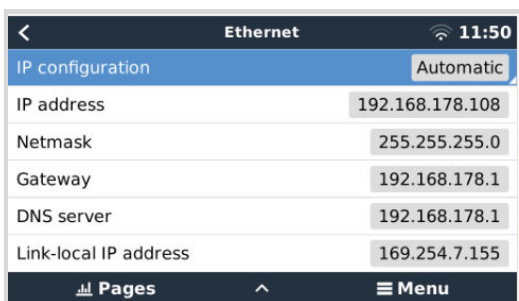 Ethernet 11:50
IP configuration Automatic
IP address 192.168.178.108
Netmask 255.255.255.0
Gateway 192.168.178.1
DNS server 192.168.178.1
Link-local IP address 169.254.7.155
Pages Menu